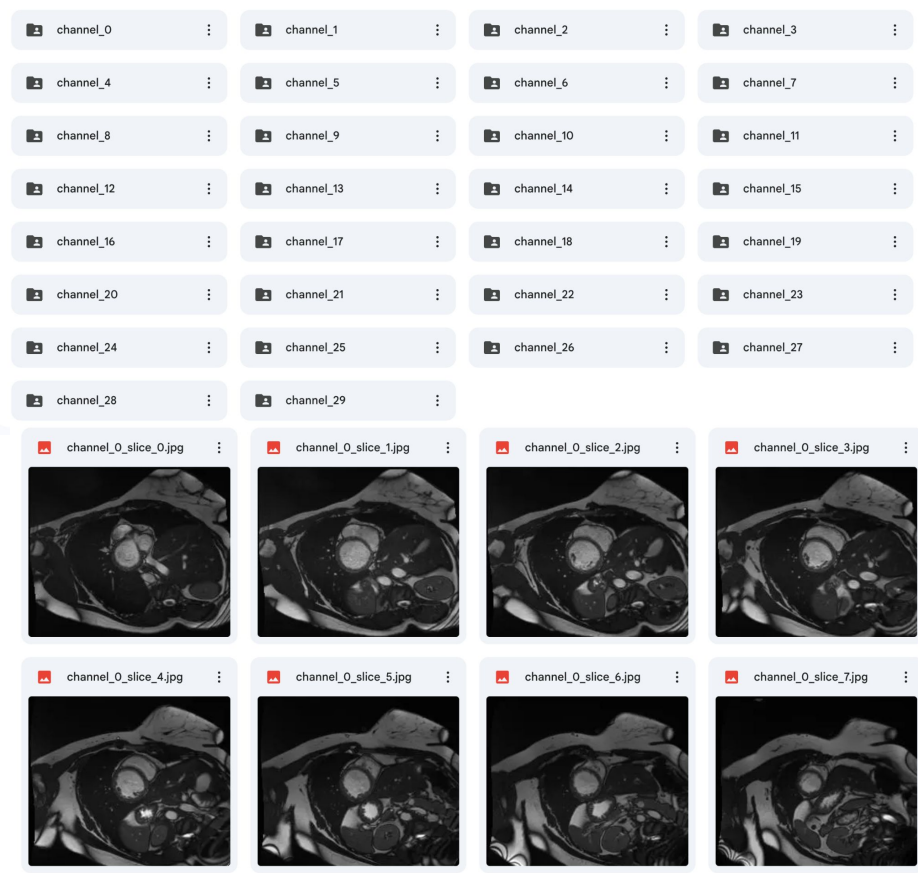 channel_0 channel_1 channel_2 channel_3
channel_4 channel_5 channel_6 channel_7
channel_8 channel_9 channel_10 channel_11
channel_12 channel_13 channel_14 channel_15
channel_16 channel_17 channel_18 channel_19
channel_20 channel_21 channel_22 channel_23
channel_24 channel_25 channel_26 channel_27
channel_28 channel_29
channel_0_slice_0.jpg channel_0_slice_1.jpg channel_0_slice_2.jpg channel_0_slice_3.jpg
channel_0_slice_4.jpg channel_0_slice_5.jpg channel_0_slice_6.jpg channel_0_slice_7.jpg